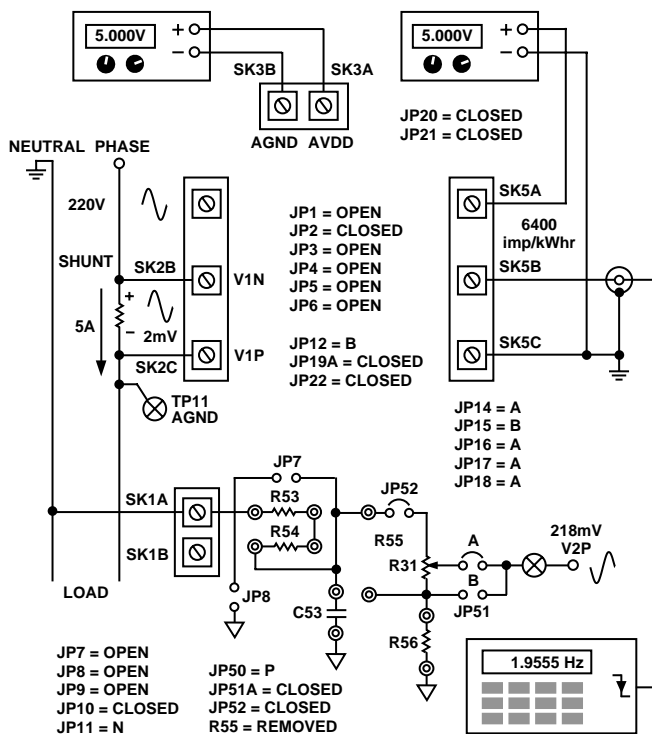 5.000V
+
−
SK3B
SK3A
AGND AVDD
5.000V
+
−
JP20 = CLOSED
JP21 = CLOSED
NEUTRAL PHASE
220V
SHUNT
+
−
5A
2mV
SK2B
V1N
SK2C
V1P
TP11
AGND
JP1 = OPEN
JP2 = CLOSED
JP3 = OPEN
JP4 = OPEN
JP5 = OPEN
JP6 = OPEN
JP12 = B
JP19A = CLOSED
JP22 = CLOSED
SK5A
6400
imp/kWhr
SK5B
SK5C
JP14 = A
JP15 = B
JP16 = A
JP17 = A
JP18 = A
SK1A
SK1B
LOAD
JP7
R53
R54
JP8
C53
JP52
R55
R31
A
B
JP51
R56
218mV
V2P
JP7 = OPEN
JP8 = OPEN
JP9 = OPEN
JP10 = CLOSED
JP11 = N
JP50 = P
JP51A = CLOSED
JP52 = CLOSED
R55 = REMOVED
1.9555 Hz